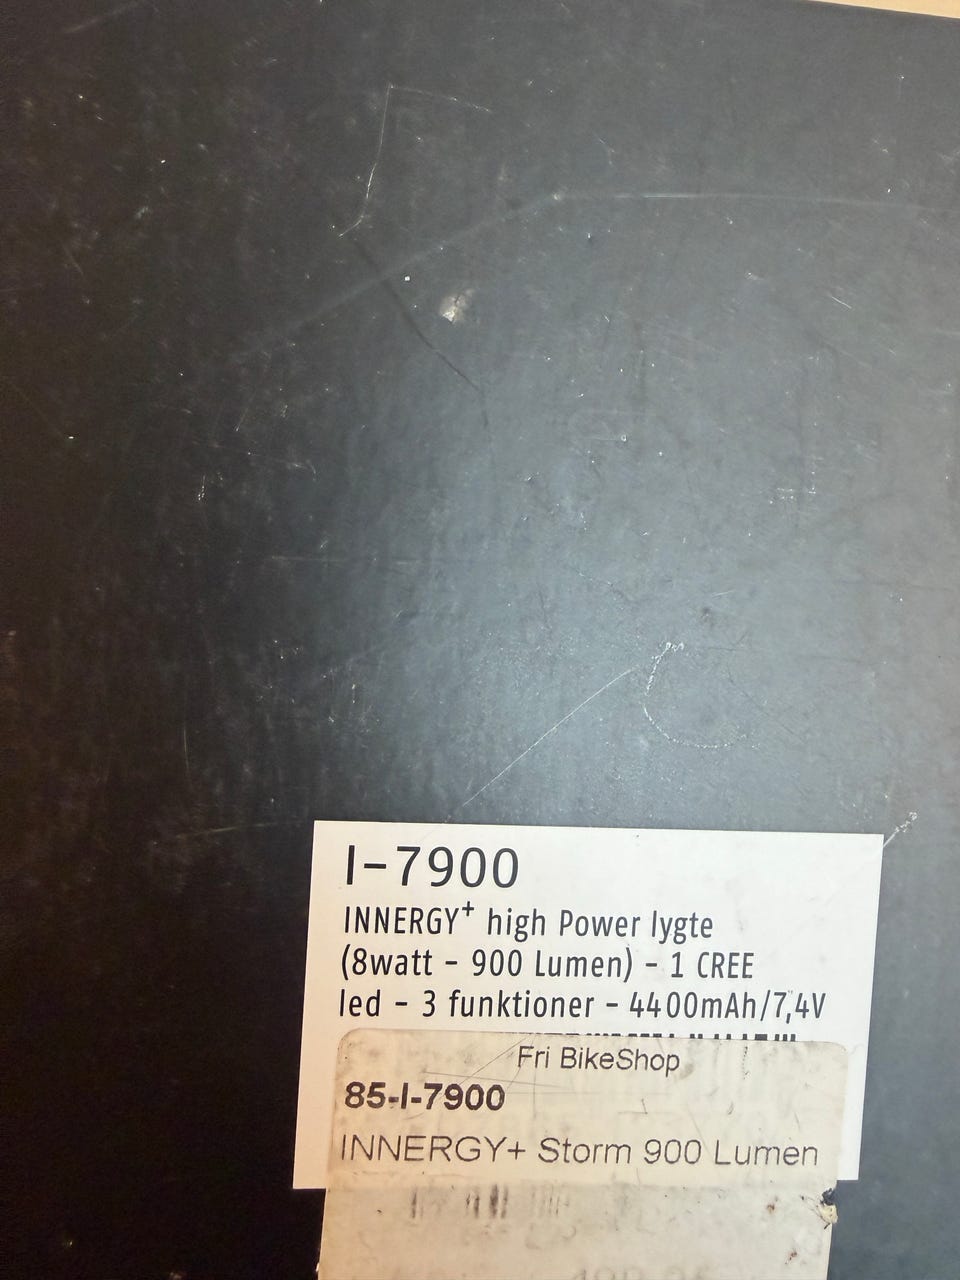 I-7900
INNERGY⁺ high Power lygte
(8watt - 900 Lumen) - 1 CREE
led - 3 funktioner - 4400mAh/7,4V
Fri BikeShop
85-I-7900
INNERGY+ Storm 900 Lumen